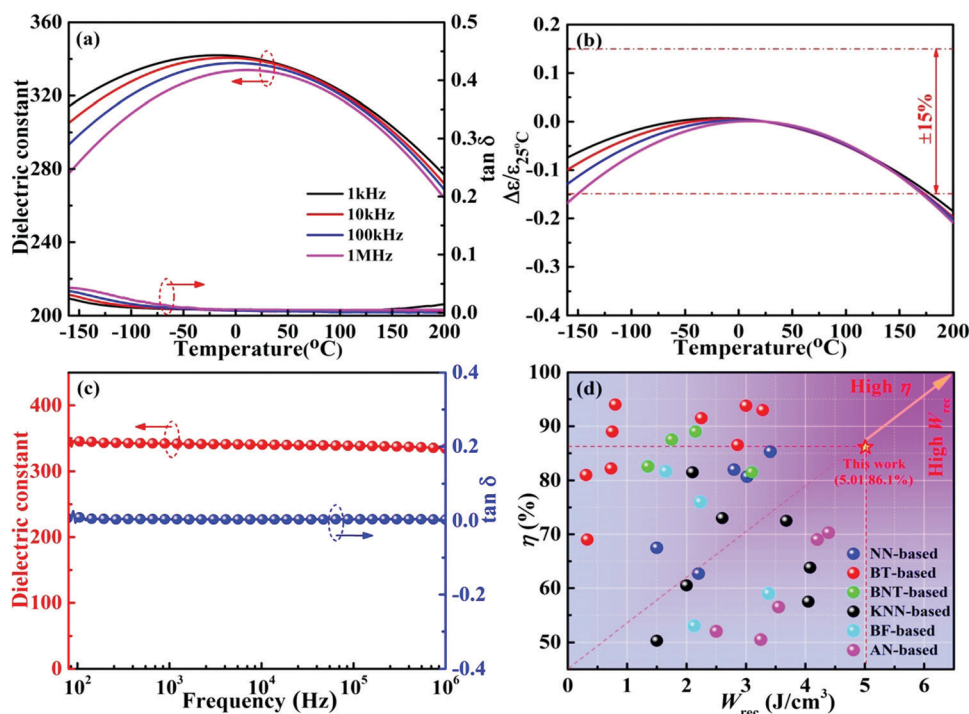 (a)
360
320
280
240
200
Dielectric constant
0.5
0.4
0.3
0.2
0.1
0.0
tan δ
1kHz
10kHz
100kHz
1MHz
-150 -100 -50 0 50 100 150 200
Temperature(°C)
(b)
0.2
0.1
0.0
-0.1
-0.2
-0.3
-0.4
Δε/ε25°C
±15%
-150 -100 -50 0 50 100 150 200
Temperature(°C)
(c)
400
300
200
100
0
Dielectric constant
0.4
0.2
0.0
-0.2
-0.4
tan δ
10² 10³ 10⁴ 10⁵ 10⁶
Frequency (Hz)
(d)
100
90
80
70
60
50
η (%)
High η
High Wrec
This work
(5.01,86.1%)
NN-based
BT-based
BNT-based
KNN-based
BF-based
AN-based
0 1 2 3 4 5 6
Wrec (J/cm³)